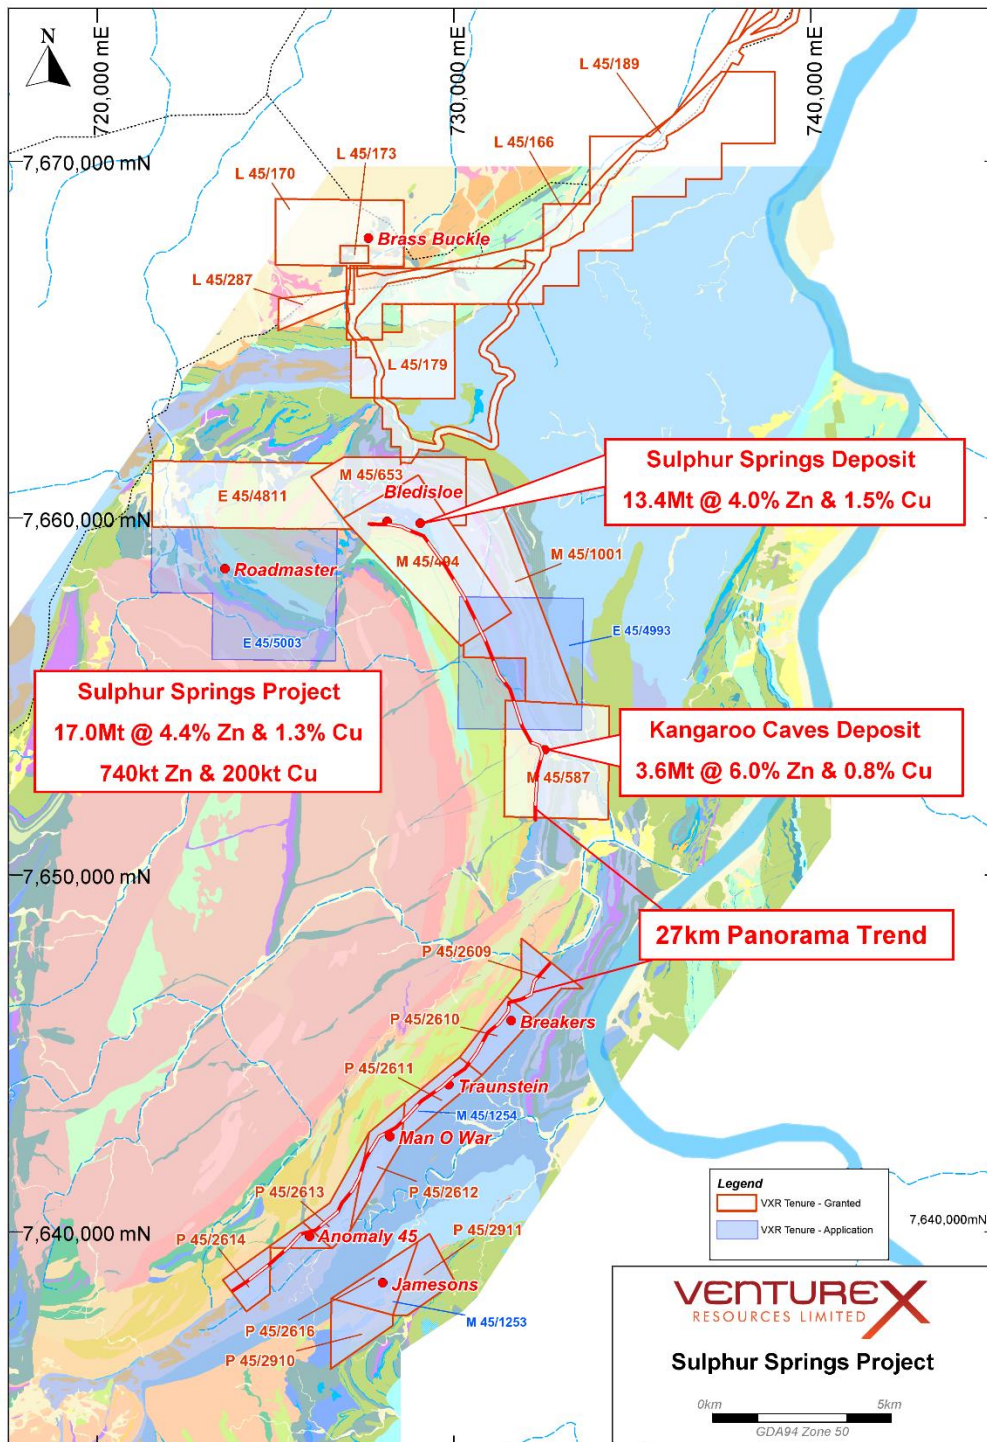 N
720,000 mE
730,000 mE
740,000 mE
L 45/189
7,670,000 mN
L 45/173
L 45/166
L 45/170
Brass Buckle
L 45/287
L 45/179
M 45/653
E 45/4811
Bledisloe
Sulphur Springs Deposit
13.4Mt @ 4.0% Zn & 1.5% Cu
7,660,000 mN
M 45/494
M 45/1001
Roadmaster
E 45/5003
E 45/4993
Sulphur Springs Project
17.0Mt @ 4.4% Zn & 1.3% Cu
740kt Zn & 200kt Cu
Kangaroo Caves Deposit
3.6Mt @ 6.0% Zn & 0.8% Cu
M 45/587
7,650,000 mN
27km Panorama Trend
P 45/2609
P 45/2610
Breakers
P 45/2611
Traunstein
M 45/1254
Man O War
P 45/2613
P 45/2612
7,640,000 mN
P 45/2614
Anomaly 45
P 45/2911
Jamesons
P 45/2616
M 45/1253
P 45/2910
Legend
VXR Tenure - Granted
VXR Tenure - Application
7,640,000mN
VENTUREX
RESOURCES LIMITED
Sulphur Springs Project
0km 5km
GDA94 Zone 50